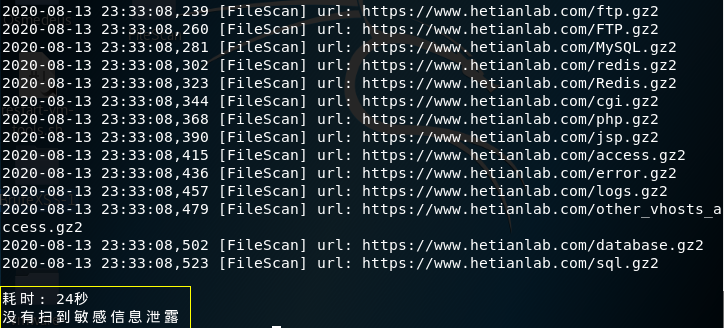 2020-08-13 23:33:08,239 [FileScan] url: https://www.hetianlab.com/ftp.gz2
2020-08-13 23:33:08,260 [FileScan] url: https://www.hetianlab.com/FTP.gz2
2020-08-13 23:33:08,281 [FileScan] url: https://www.hetianlab.com/MySQL.gz2
2020-08-13 23:33:08,302 [FileScan] url: https://www.hetianlab.com/redis.gz2
2020-08-13 23:33:08,323 [FileScan] url: https://www.hetianlab.com/Redis.gz2
2020-08-13 23:33:08,344 [FileScan] url: https://www.hetianlab.com/cgi.gz2
2020-08-13 23:33:08,368 [FileScan] url: https://www.hetianlab.com/php.gz2
2020-08-13 23:33:08,390 [FileScan] url: https://www.hetianlab.com/jsp.gz2
2020-08-13 23:33:08,415 [FileScan] url: https://www.hetianlab.com/access.gz2
2020-08-13 23:33:08,436 [FileScan] url: https://www.hetianlab.com/error.gz2
2020-08-13 23:33:08,457 [FileScan] url: https://www.hetianlab.com/logs.gz2
2020-08-13 23:33:08,479 [FileScan] url: https://www.hetianlab.com/other_vhosts_a
ccess.gz2
2020-08-13 23:33:08,502 [FileScan] url: https://www.hetianlab.com/database.gz2
2020-08-13 23:33:08,523 [FileScan] url: https://www.hetianlab.com/sql.gz2
耗时: 24秒
没有扫到敏感信息泄露